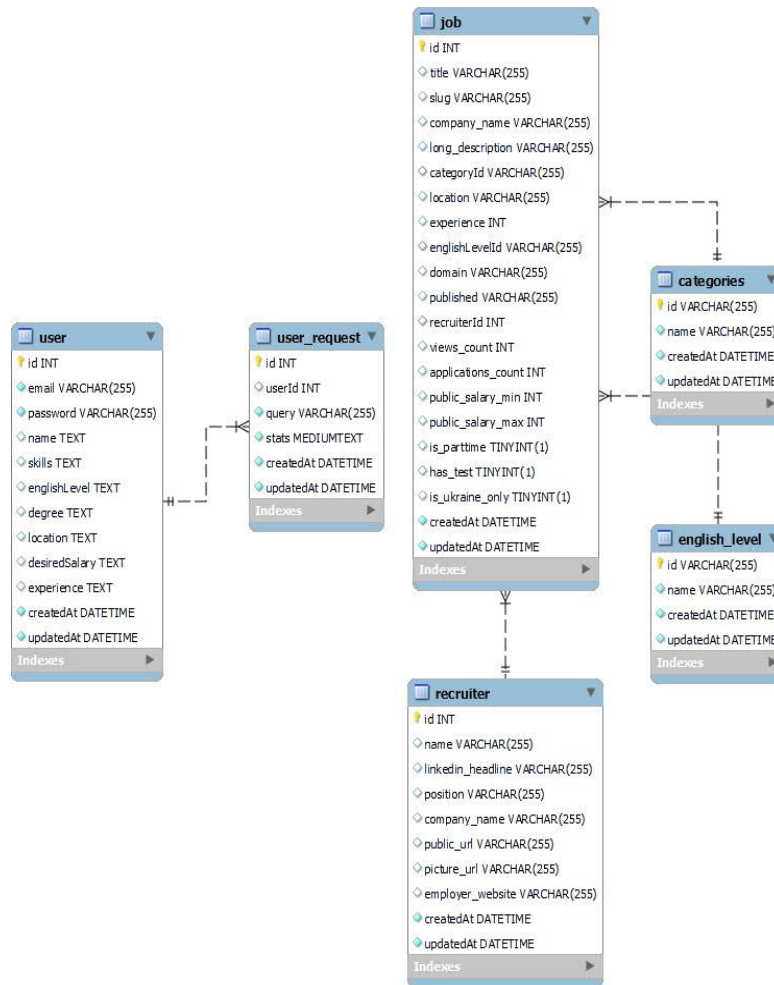 job
id INT
title VARCHAR(255)
slug VARCHAR(255)
company_name VARCHAR(255)
long_description VARCHAR(255)
categoryId VARCHAR(255)
location VARCHAR(255)
experience INT
englishLevelId VARCHAR(255)
domain VARCHAR(255)
published VARCHAR(255)
recruiterId INT
views_count INT
applications_count INT
public_salary_min INT
public_salary_max INT
is_parttime TINYINT(1)
has_test TINYINT(1)
is_ukraine_only TINYINT(1)
createdAt DATETIME
updatedAt DATETIME
Indexes
categories
id VARCHAR(255)
name VARCHAR(255)
createdAt DATETIME
updatedAt DATETIME
Indexes
user
id INT
email VARCHAR(255)
password VARCHAR(255)
name TEXT
skills TEXT
englishLevel TEXT
degree TEXT
location TEXT
desiredSalary TEXT
experience TEXT
createdAt DATETIME
updatedAt DATETIME
Indexes
user_request
id INT
userId INT
query VARCHAR(255)
stats MEDIUMTEXT
createdAt DATETIME
updatedAt DATETIME
Indexes
english_level
id VARCHAR(255)
name VARCHAR(255)
createdAt DATETIME
updatedAt DATETIME
Indexes
recruiter
id INT
name VARCHAR(255)
linkedin_headline VARCHAR(255)
position VARCHAR(255)
company_name VARCHAR(255)
public_url VARCHAR(255)
picture_url VARCHAR(255)
employer_website VARCHAR(255)
createdAt DATETIME
updatedAt DATETIME
Indexes